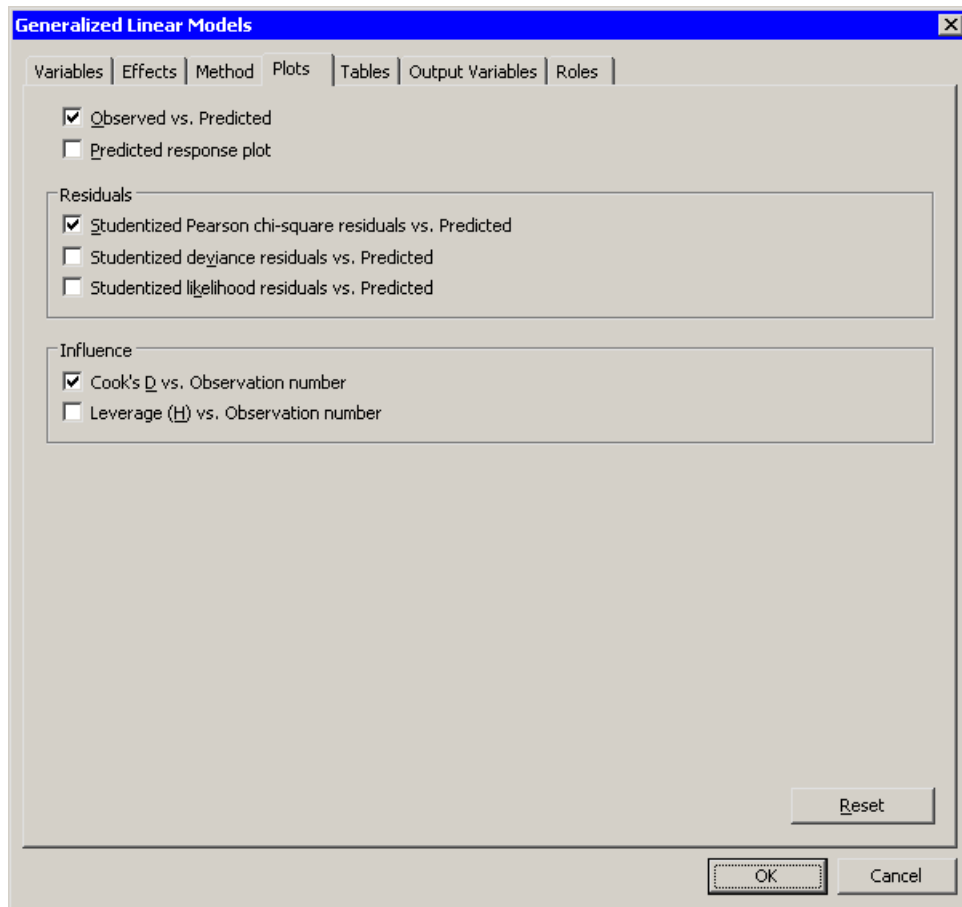 Generalized Linear Models
Variables Effects Method Plots Tables Output Variables Roles
Observed vs. Predicted
Predicted response plot
Residuals
Studentized Pearson chi-square residuals vs. Predicted
Studentized deviance residuals vs. Predicted
Studentized likelihood residuals vs. Predicted
Influence
Cook's D vs. Observation number
Leverage (H) vs. Observation number
Reset
OK Cancel